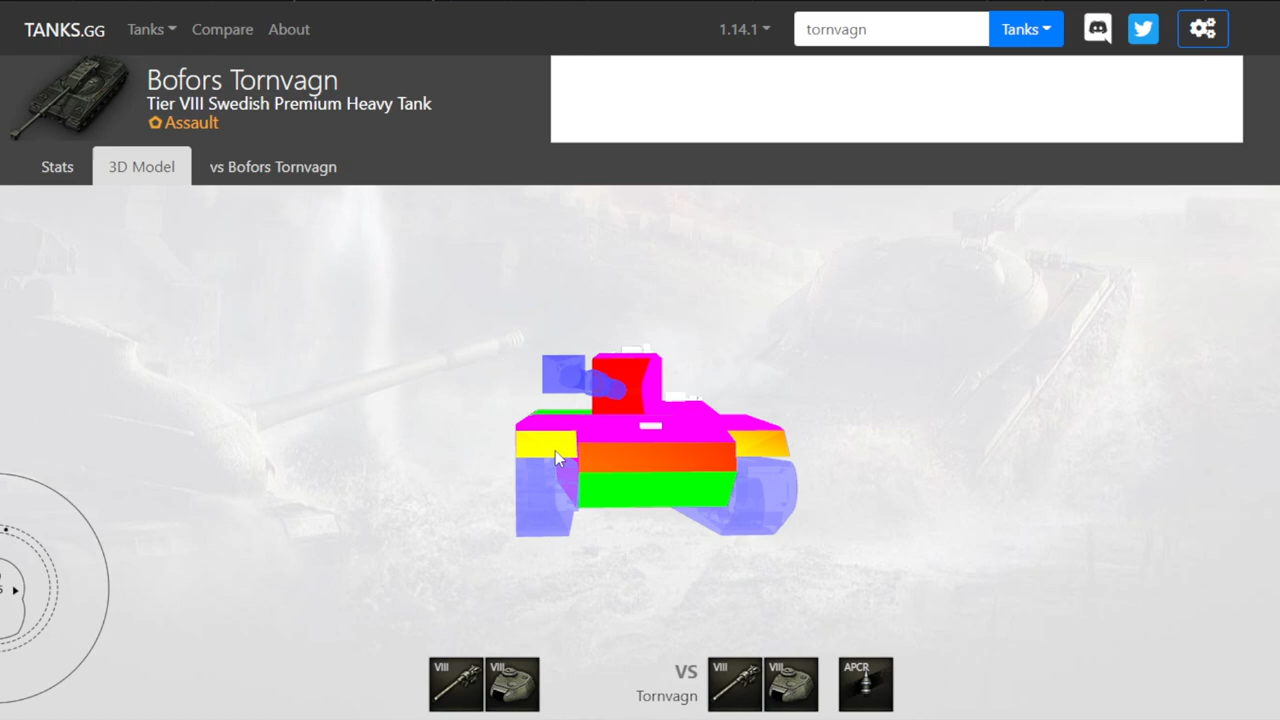 TANKS.GG Tanks Compare About 1.14.1 tornvagn Tanks
Bofors Tornvagn
Tier VIII Swedish Premium Heavy Tank
Assault
Stats 3D Model vs Bofors Tornvagn
VIII VIII VS VIII VIII APCR
Tornvagn